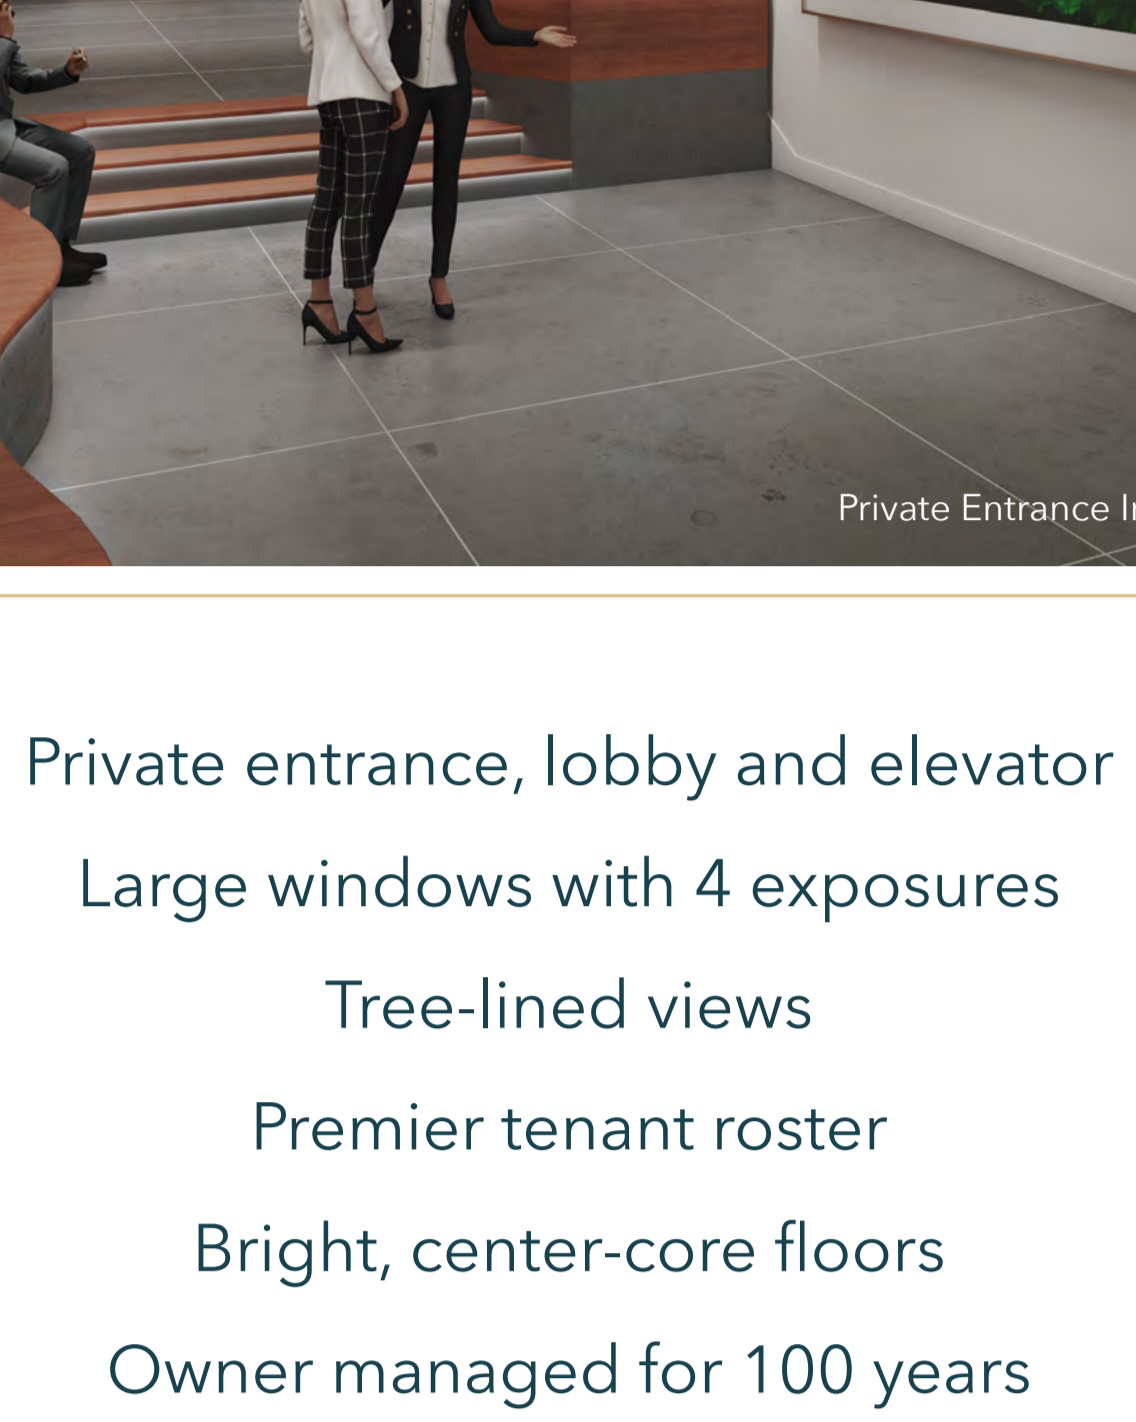 Private Entrance
Private entrance, lobby and elevator
Large windows with 4 exposures
Tree-lined views
Premier tenant roster
Bright, center-core floors
Owner managed for 100 years